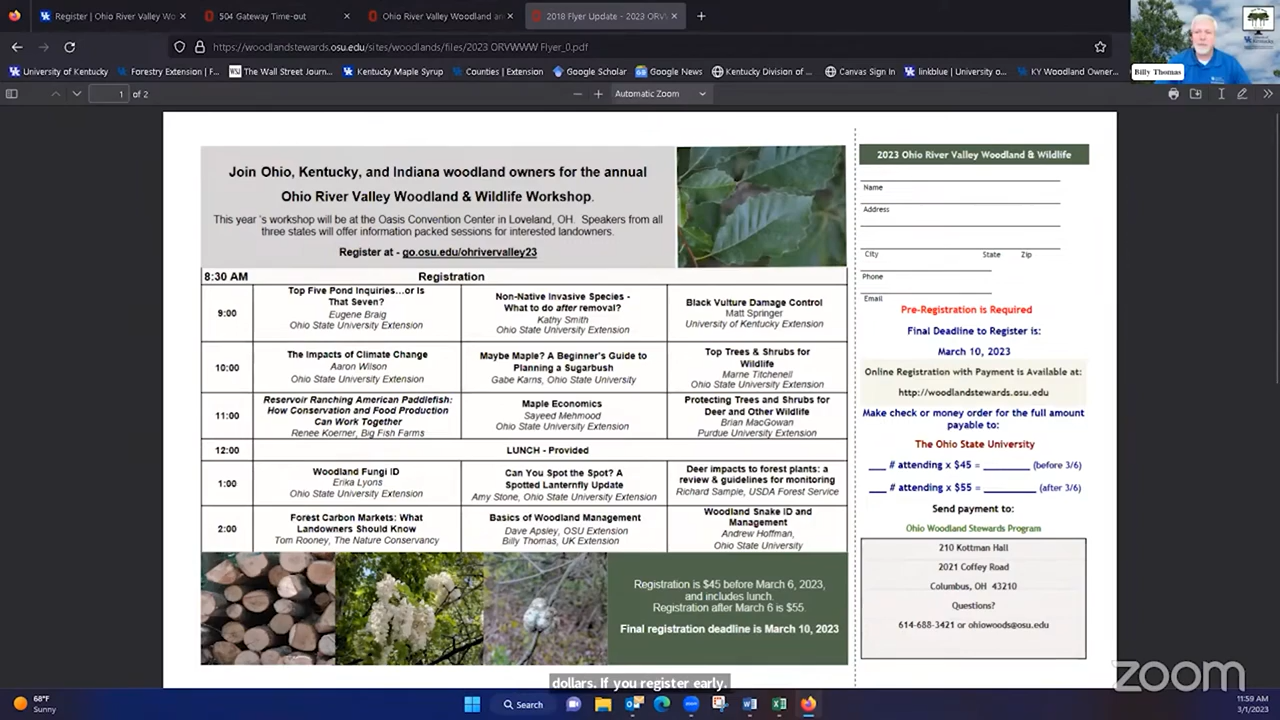 Register | Ohio River Valley Wo
504 Gateway Time-out
Ohio River Valley Woodland an
2019 Flyer Update - 2023 ORV
https://woodlandstewards.osu.edu/sit
University of Kentucky
Forestry Extension | F...
The Wall Street Journ...
Kentucky Maple Syrup
Extension
Google Scholar
Google News
Kentucky Division of ...
Canvas Sign In
linkblue | University o...
KY Woodland Owner...
Billy Thomas
1 of 2
Automatic Zoom
Join Ohio, Kentucky, and Indiana woodland owners for the annual
Ohio River Valley Woodland & Wildlife Workshop.
This year 's workshop will be at the Oasis Convention Center in Loveland, OH. Speakers from all
three states will offer information packed sessions for interested landowners.
Register at - go.osu.edu/ohrivervalley23
8:30 AM Registration
9:00
Top Five Pond Inquiries...or Is
That Seven?
Eugene Braig
Ohio State University Extension
Non-Native Invasive Species -
What to do after removal?
Kathy Smith
Ohio State University Extension
Black Vulture Damage Control
Matt Springer
University of Kentucky Extension
10:00
The Impacts of Climate Change
Aaron Wilson
Ohio State University Extension
Maybe Maple? A Beginner's Guide to
Planning a Sugarbush
Gabe Karns, Ohio State University
Top Trees & Shrubs for
Wildlife
Marne Titchenell
Ohio State University Extension
11:00
Reservoir Ranching American Paddlefish:
How Conservation and Food Production
Can Work Together
Renee Koerner, Big Fish Farms
Maple Economics
Sayeed Mehmood
Ohio State University Extension
Protecting Trees and Shrubs for
Deer and Other Wildlife
Brian MacGowan
Purdue University Extension
12:00 LUNCH - Provided
1:00
Woodland Fungi ID
Erika Lyons
Ohio State University Extension
Can You Spot the Spot? A
Spotted Lanternfly Update
Amy Stone, Ohio State University Extension
Deer impacts to forest plants: a
review & guidelines for monitoring
Richard Sample, USDA Forest Service
2:00
Forest Carbon Markets: What
Landowners Should Know
Tom Rooney, The Nature Conservancy
Basics of Woodland Management
Dave Apsley, OSU Extension
Billy Thomas, UK Extension
Woodland Snake ID and
Management
Andrew Hoffman,
Ohio State University
Registration is $45 before March 6, 2023,
and includes lunch.
Registration after March 6 is $55.
Final registration deadline is March 10, 2023
2023 Ohio River Valley Woodland & Wildlife
Name
Address
City State Zip
Phone
Email
Pre-Registration is Required
Final Deadline to Register is:
March 10, 2023
Online Registration with Payment is Available at:
http://woodlandstewards.osu.edu
Make check or money order for the full amount
payable to:
The Ohio State University
___ # attending x $45 = ________ (before 3/6)
___ # attending x $55 = ________ (after 3/6)
Send payment to:
Ohio Woodland Stewards Program
210 Kottman Hall
2021 Coffey Road
Columbus, OH 43210
Questions?
614-688-3421 or ohiowoods@osu.edu
dollars. If you register early.
zoom
68°F
Sunny
Search
11:59 AM
3/1/2023